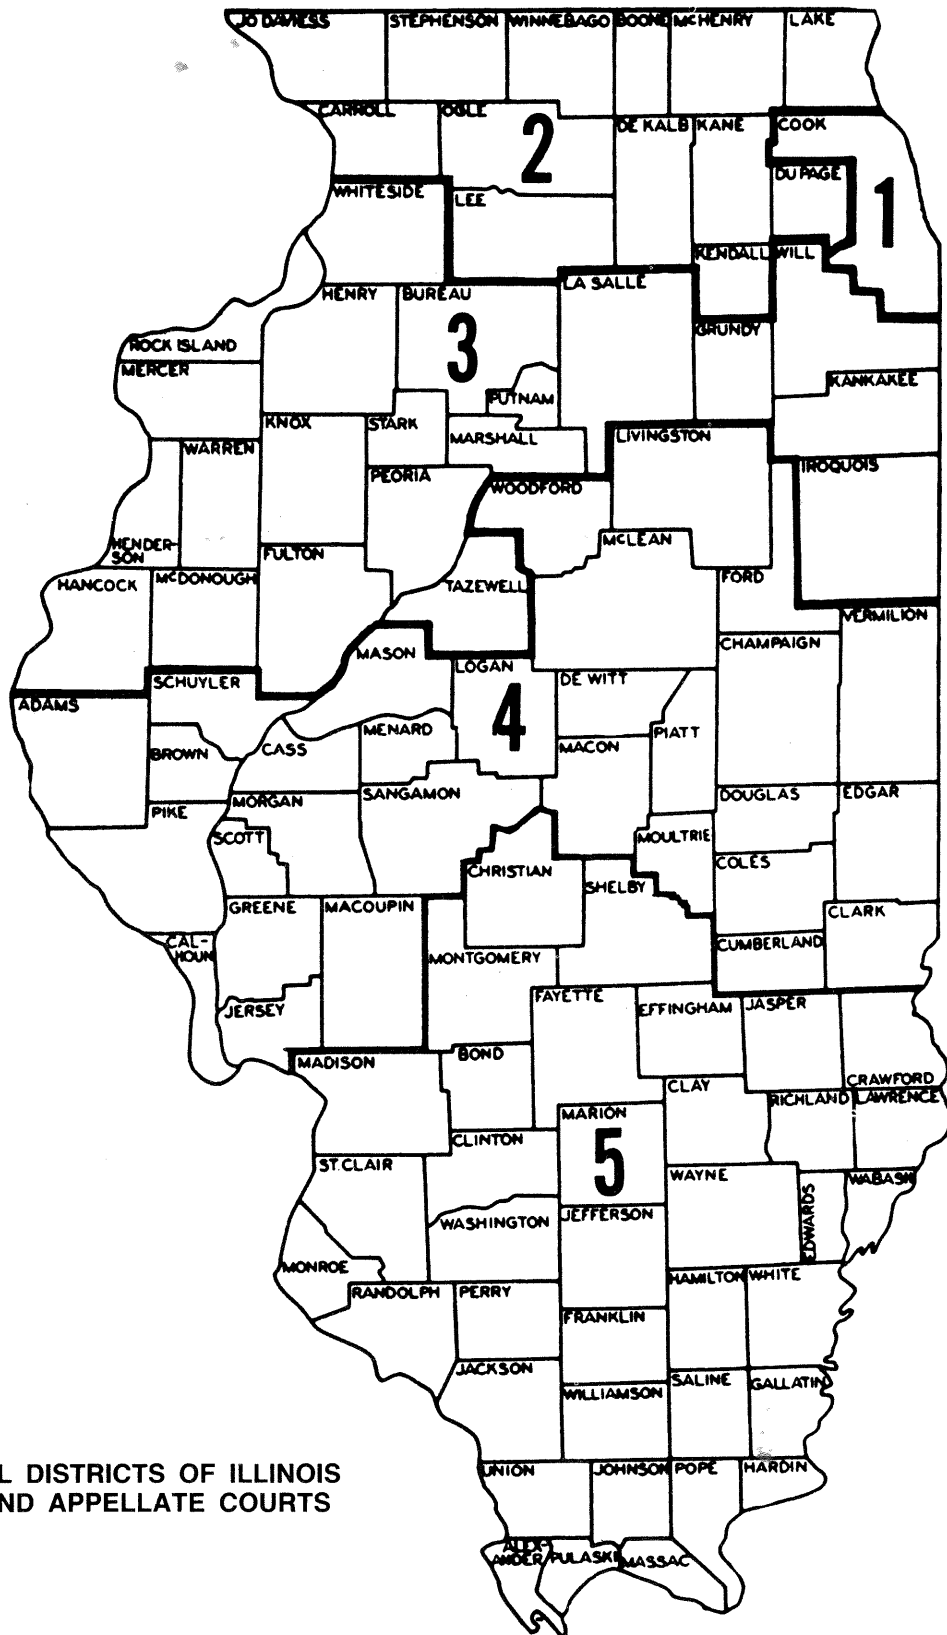 JO DAVIESS STEPHENSON WINNEBAGO BOONE MCHENRY LAKE
CARROLL OGLE DE KALB KANE COOK
2
DU PAGE
WHITESIDE LEE
1
KENDALL WILL
LA SALLE
HENRY BUREAU
GRUNDY
ROCK ISLAND
3
MERCER
KANKAKEE
PUTNAM
KNOX STARK
MARSHALL LIVINGSTON
WARREN
IROQUOIS
PEORIA
WOODFORD
MCLEAN
HENDER-
SON
FULTON
HANCOCK MCDONOUGH
FORD
TAZEWELL
VERMILION
CHAMPAIGN
MASON
LOGAN
SCHUYLER
DE WITT
ADAMS
4
MENARD
PIATT
BROWN CASS
MACON
SANGAMON
DOUGLAS EDGAR
MORGAN
PIKE
SCOTT
MOULTRIE
COLES
CHRISTIAN
SHELBY
GREENE MACOUPIN
CLARK
CAL-
HOUN
CUMBERLAND
MONTGOMERY
FAYETTE
JERSEY
EFFINGHAM JASPER
MADISON
BOND
CRAWFORD
CLAY
RICHLAND LAWRENCE
MARION
CLINTON
5
ST. CLAIR
WAYNE
WABASH
EDWARDS
JEFFERSON
WASHINGTON
MONROE
HAMILTON WHITE
RANDOLPH PERRY
FRANKLIN
JACKSON
SALINE GALLATIN
WILLIAMSON
UNION JOHNSON POPE HARDIN
L DISTRICTS OF ILLINOIS
ND APPELLATE COURTS
ALEX-
ANDER PULASKI MASSAC